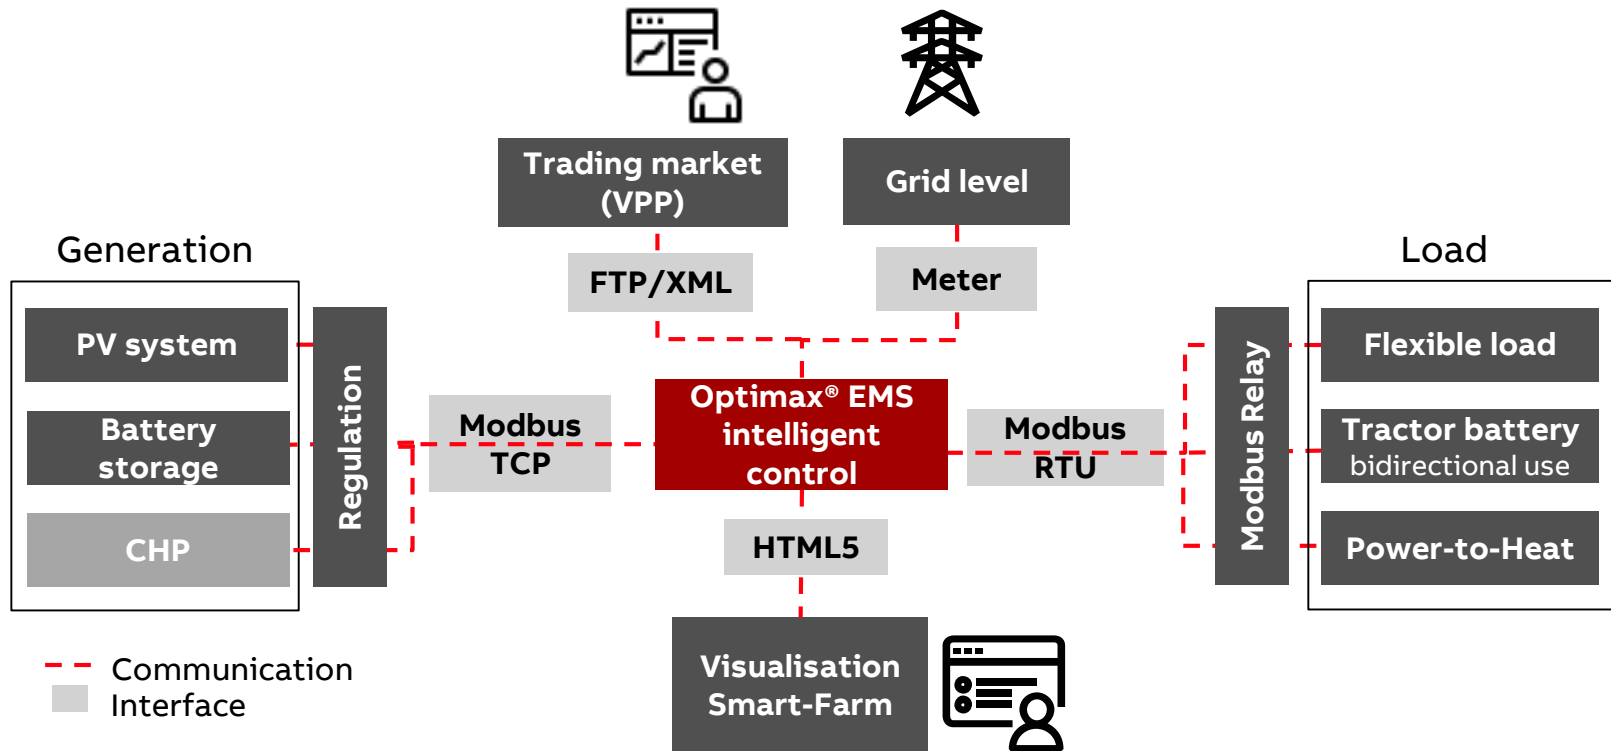 Trading market
(VPP)
Grid level
Generation
Load
FTP/XML
Meter
PV system
Battery
storage
CHP
Regulation
Modbus
TCP
Optimax® EMS
intelligent
control
Modbus
RTU
Modbus Relay
Flexible load
Tractor battery
bidirectional use
Power-to-Heat
HTML5
Visualisation
Smart-Farm
Communication
Interface